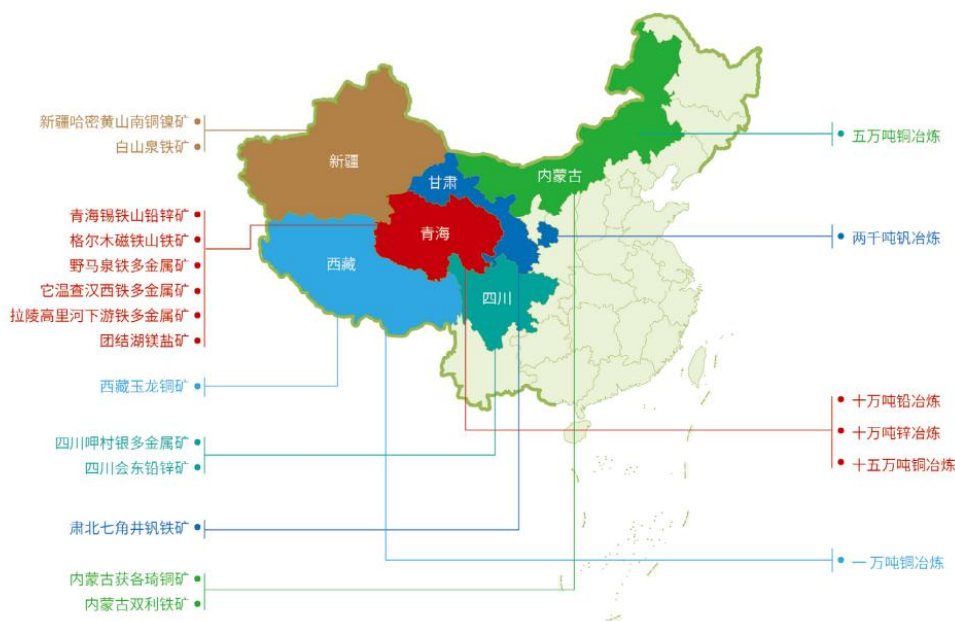 新疆哈密黄山南铜镍矿
白山泉铁矿
青海锡铁山铅锌矿
格尔木磁铁山铁矿
野马泉铁多金属矿
它温查汉西铁多金属矿
拉陵高里河下游铁多金属矿
团结湖镁盐矿
西藏玉龙铜矿
四川呷村银多金属矿
四川会东铅锌矿
肃北七角井钒铁矿
内蒙古获各琦铜矿
内蒙古双利铁矿
新疆
甘肃
内蒙古
青海
西藏
四川
五万吨铜冶炼
两千吨钒冶炼
十万吨铅冶炼
十万吨锌冶炼
十五万吨铜冶炼
一万吨铜冶炼